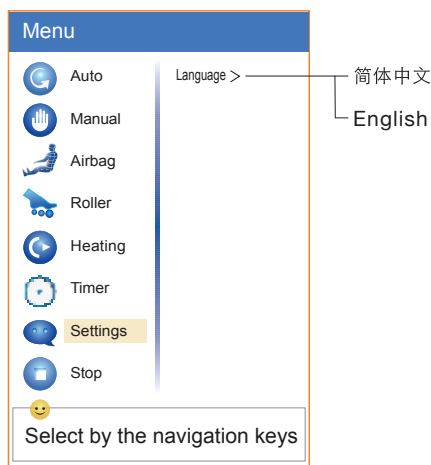 Menu
Auto
Language >
简体中文
English
Manual
Airbag
Roller
Heating
Timer
Settings
Stop
Select by the navigation keys